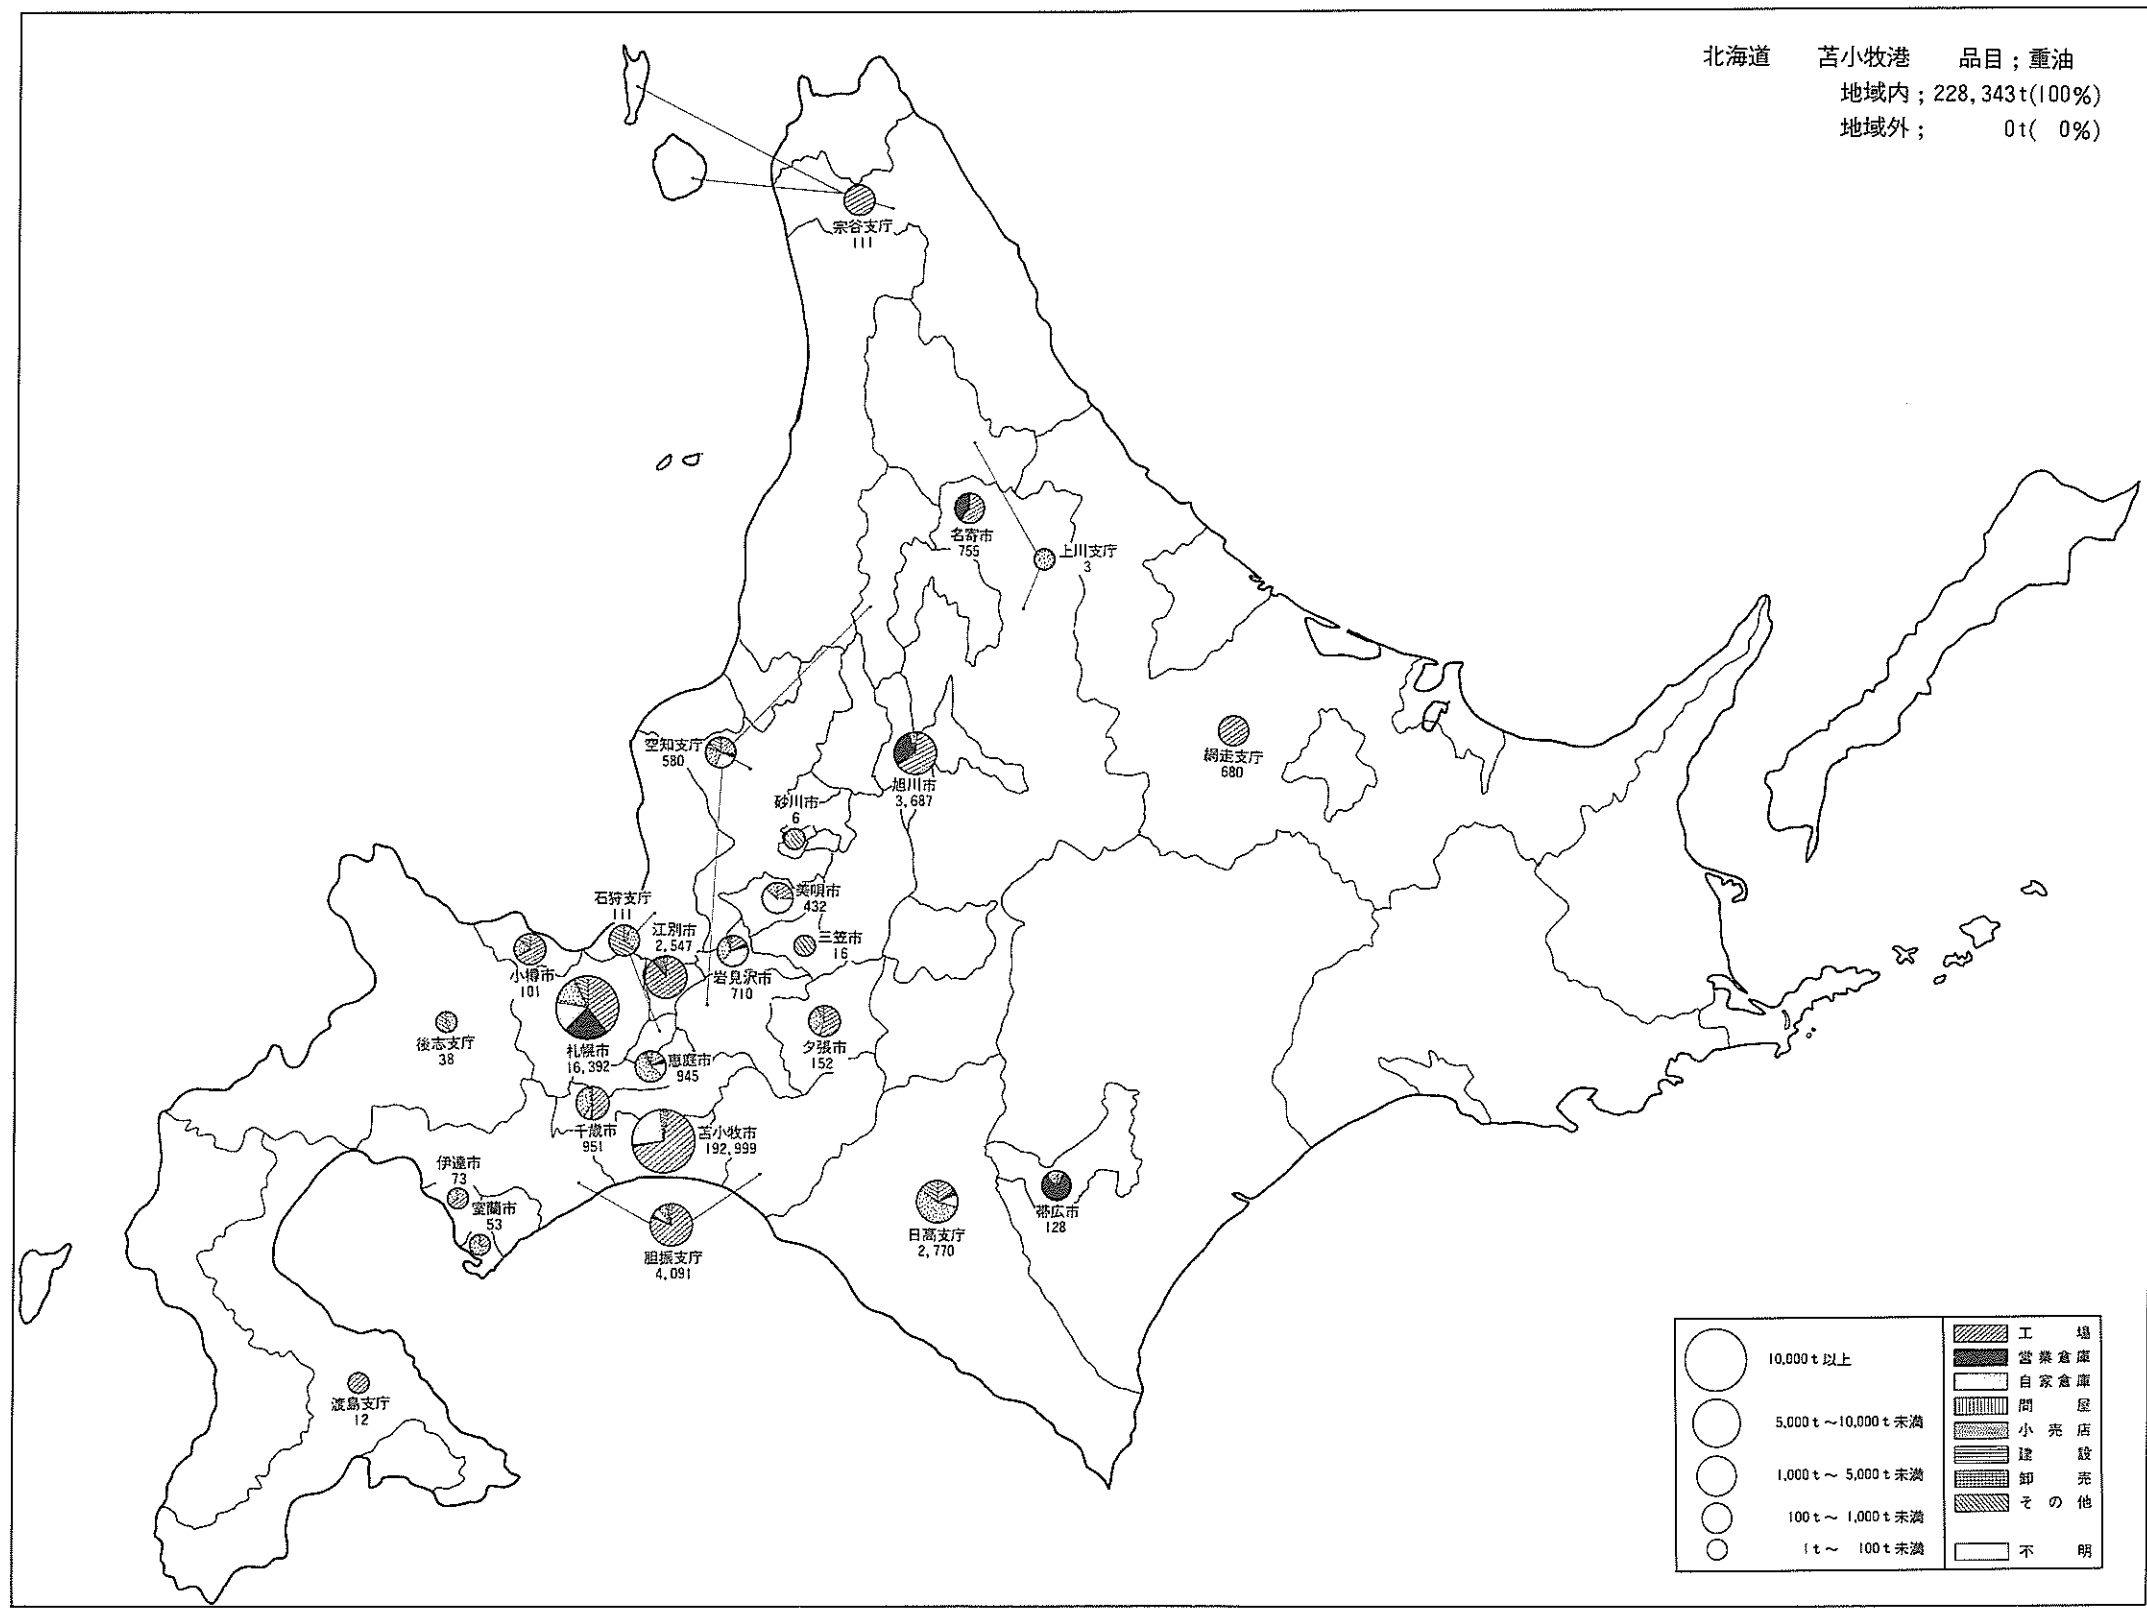 北海道 苫小牧港 品目；重油
地域内；228,343t(100%)
地域外； 0t( 0%)
宗谷支庁
111
名寄市
755
上川支庁
3
空知支庁
580
旭川市
3,687
網走支庁
680
砂川市
6
美唄市
432
石狩支庁
111
江別市
2,547
三笠市
16
岩見沢市
710
小樽市
101
後志支庁
38
札幌市
16,392
恵庭市
945
夕張市
152
千歳市
951
苫小牧市
192,999
伊達市
73
室蘭市
53
胆振支庁
4,091
日高支庁
2,770
帯広市
128
渡島支庁
12
10,000t以上
5,000t～10,000t未満
1,000t～5,000t未満
100t～1,000t未満
1t～100t未満
工場
営業倉庫
自家倉庫
問屋
小売店
建設
卸売
その他
不明